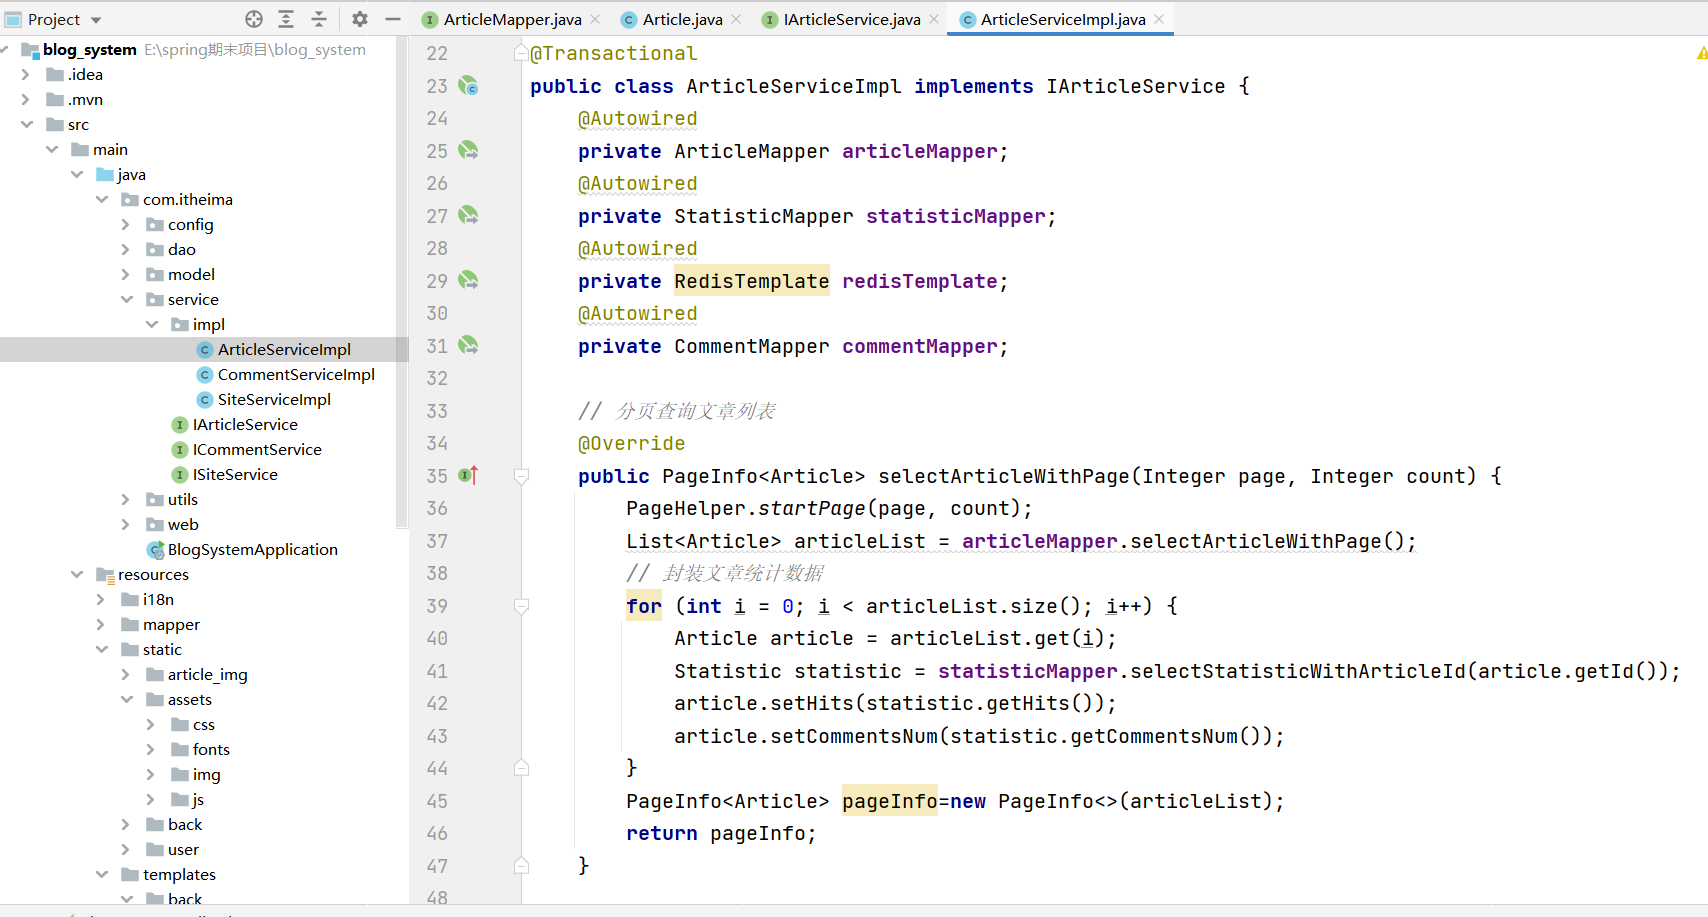 Project
ArticleMapper.java
Article.java
IArticleService.java
ArticleServiceImpl.java
blog_system E:\spring期末项目\blog_system
.idea
.mvn
src
main
java
com.itheima
config
dao
model
service
impl
ArticleServiceImpl
CommentServiceImpl
SiteServiceImpl
IArticleService
ICommentService
ISiteService
utils
web
BlogSystemApplication
resources
i18n
mapper
static
article_img
assets
css
fonts
img
js
back
user
templates
back
22 @Transactional
23 public class ArticleServiceImpl implements IArticleService {
24 @Autowired
25 private ArticleMapper articleMapper;
26 @Autowired
27 private StatisticMapper statisticMapper;
28 @Autowired
29 private RedisTemplate redisTemplate;
30 @Autowired
31 private CommentMapper commentMapper;
32
33 // 分页查询文章列表
34 @Override
35 public PageInfo<Article> selectArticleWithPage(Integer page, Integer count) {
36 PageHelper.startPage(page, count);
37 List<Article> articleList = articleMapper.selectArticleWithPage();
38 // 封装文章统计数据
39 for (int i = 0; i < articleList.size(); i++) {
40 Article article = articleList.get(i);
41 Statistic statistic = statisticMapper.selectStatisticWithArticleId(article.getId());
42 article.setHits(statistic.getHits());
43 article.setCommentsNum(statistic.getCommentsNum());
44 }
45 PageInfo<Article> pageInfo=new PageInfo<>(articleList);
46 return pageInfo;
47 }
48